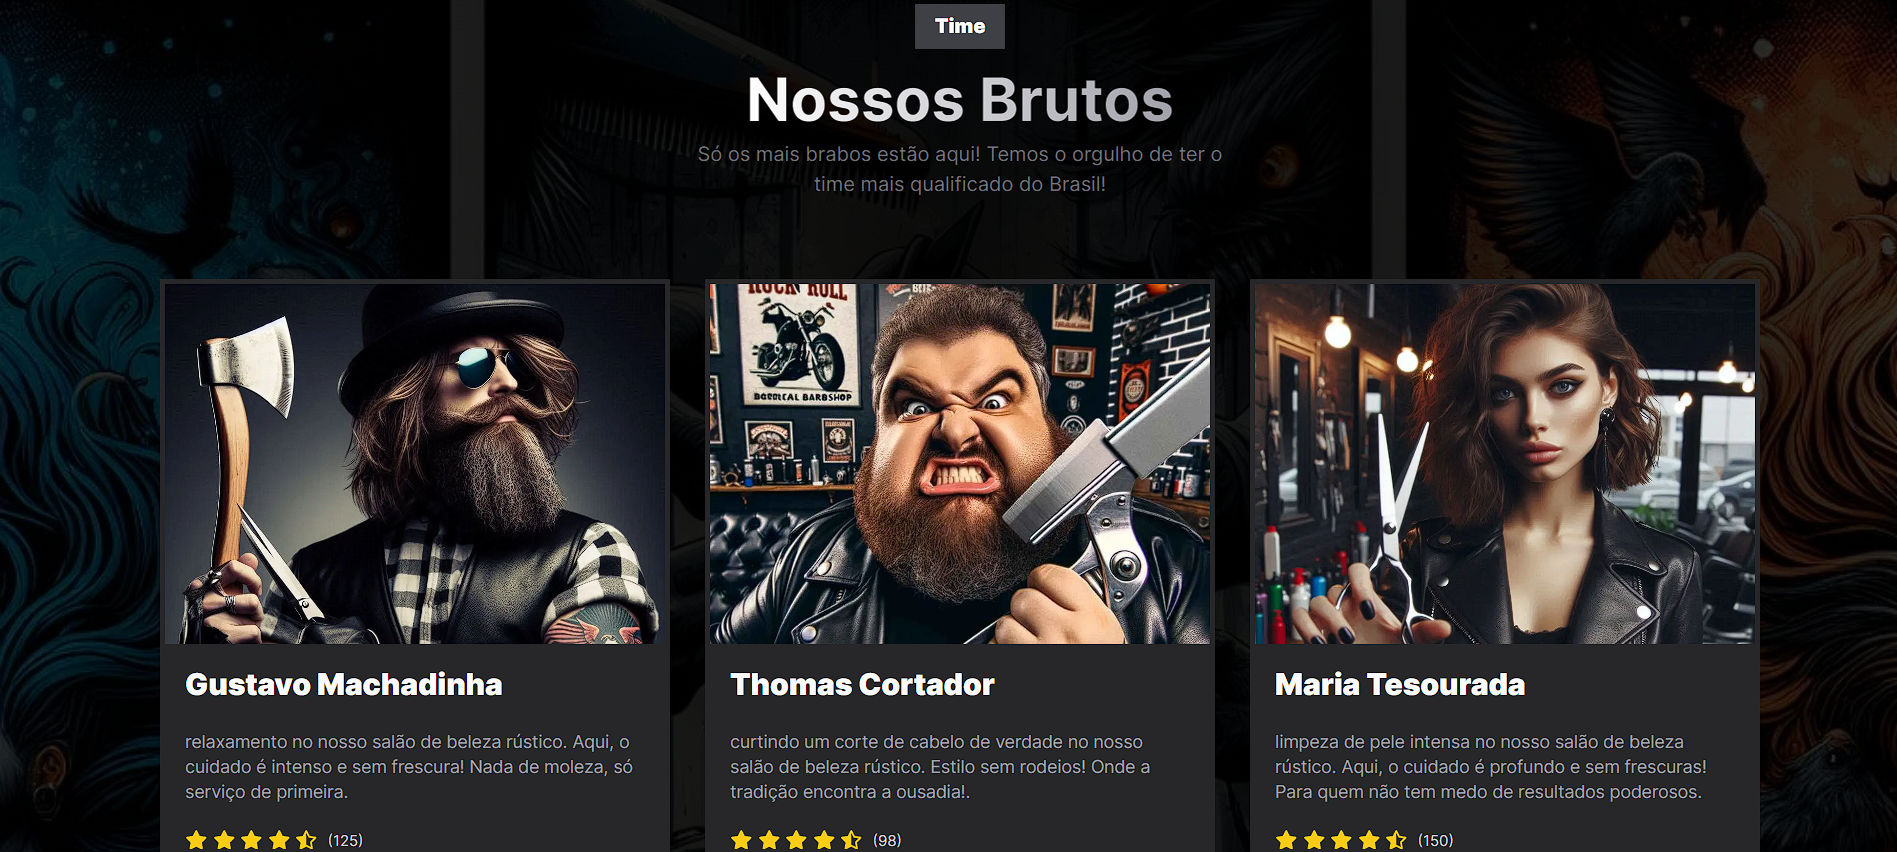 Time
Nossos Brutos
Só os mais brabos estão aqui! Temos o orgulho de ter o
time mais qualificado do Brasil!
ROCK ROLL
BARBSHOP
Gustavo Machadinha
relaxamento no nosso salão de beleza rústico. Aqui, o
cuidado é intenso e sem frescura! Nada de moleza, só
serviço de primeira.
(125)
Thomas Cortador
curtindo um corte de cabelo de verdade no nosso
salão de beleza rústico. Estilo sem rodeios! Onde a
tradição encontra a ousadia!.
(98)
Maria Tesourada
limpeza de pele intensa no nosso salão de beleza
rústico. Aqui, o cuidado é profundo e sem frescuras!
Para quem não tem medo de resultados poderosos.
(150)